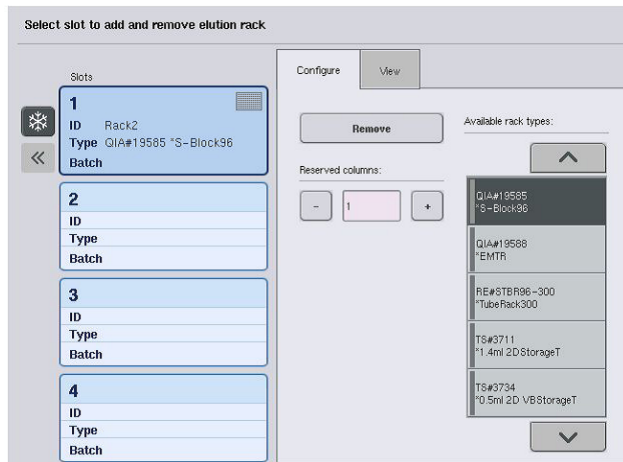 Select slot to add and remove elution rack
Slots
1
ID Rack2
Type QIA#19585 *S-Block96
Batch
2
ID
Type
Batch
3
ID
Type
Batch
4
ID
Type
Batch
Configure
View
Remove
Reserved columns:
- 1 +
Available rack types:
QIA#19585
*S-Block96
QIA#19588
*EMTR
RE#STBR96-300
*TubeRack300
TS#3711
*1.4ml 2DStorageT
TS#3734
*0.5ml 2D VBStorageT